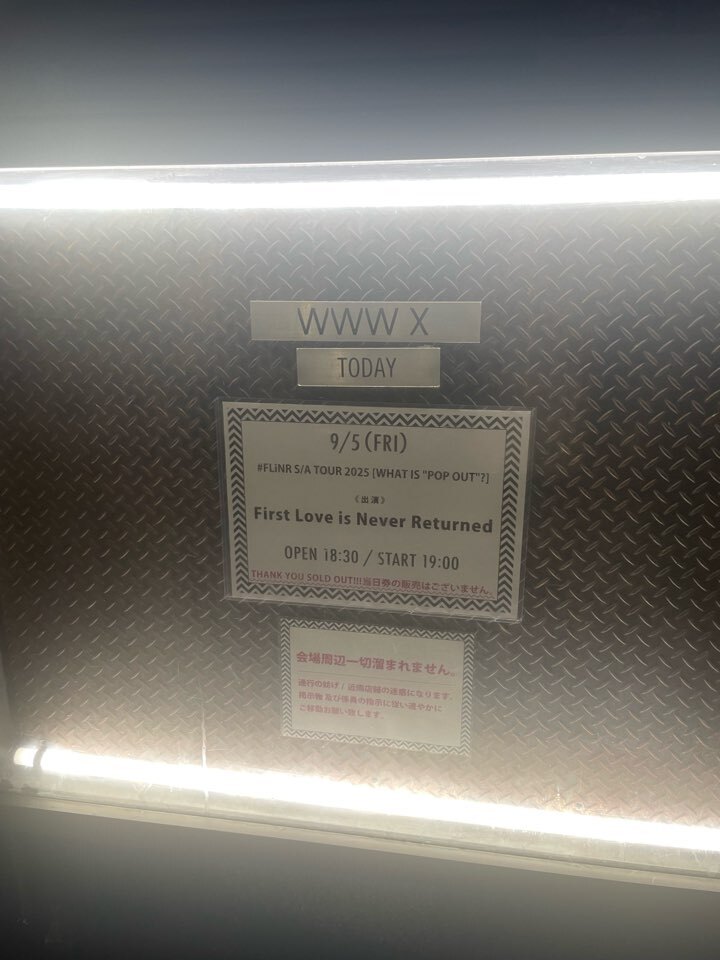 WWW X
TODAY
9/5(FRI)
#FLiNR S/A TOUR 2025 [WHAT IS "POP OUT"?]
《出演》
First Love is Never Returned
OPEN 18:30 / START 19:00
THANK YOU SOLD OUT!!!当日券の販売はございません。
会場周辺一切溜まれません。
通行の妨げ / 近隣店舗の迷惑になります。
掲示物及び係員の指示に従い速やかに
ご移動お願い致します。